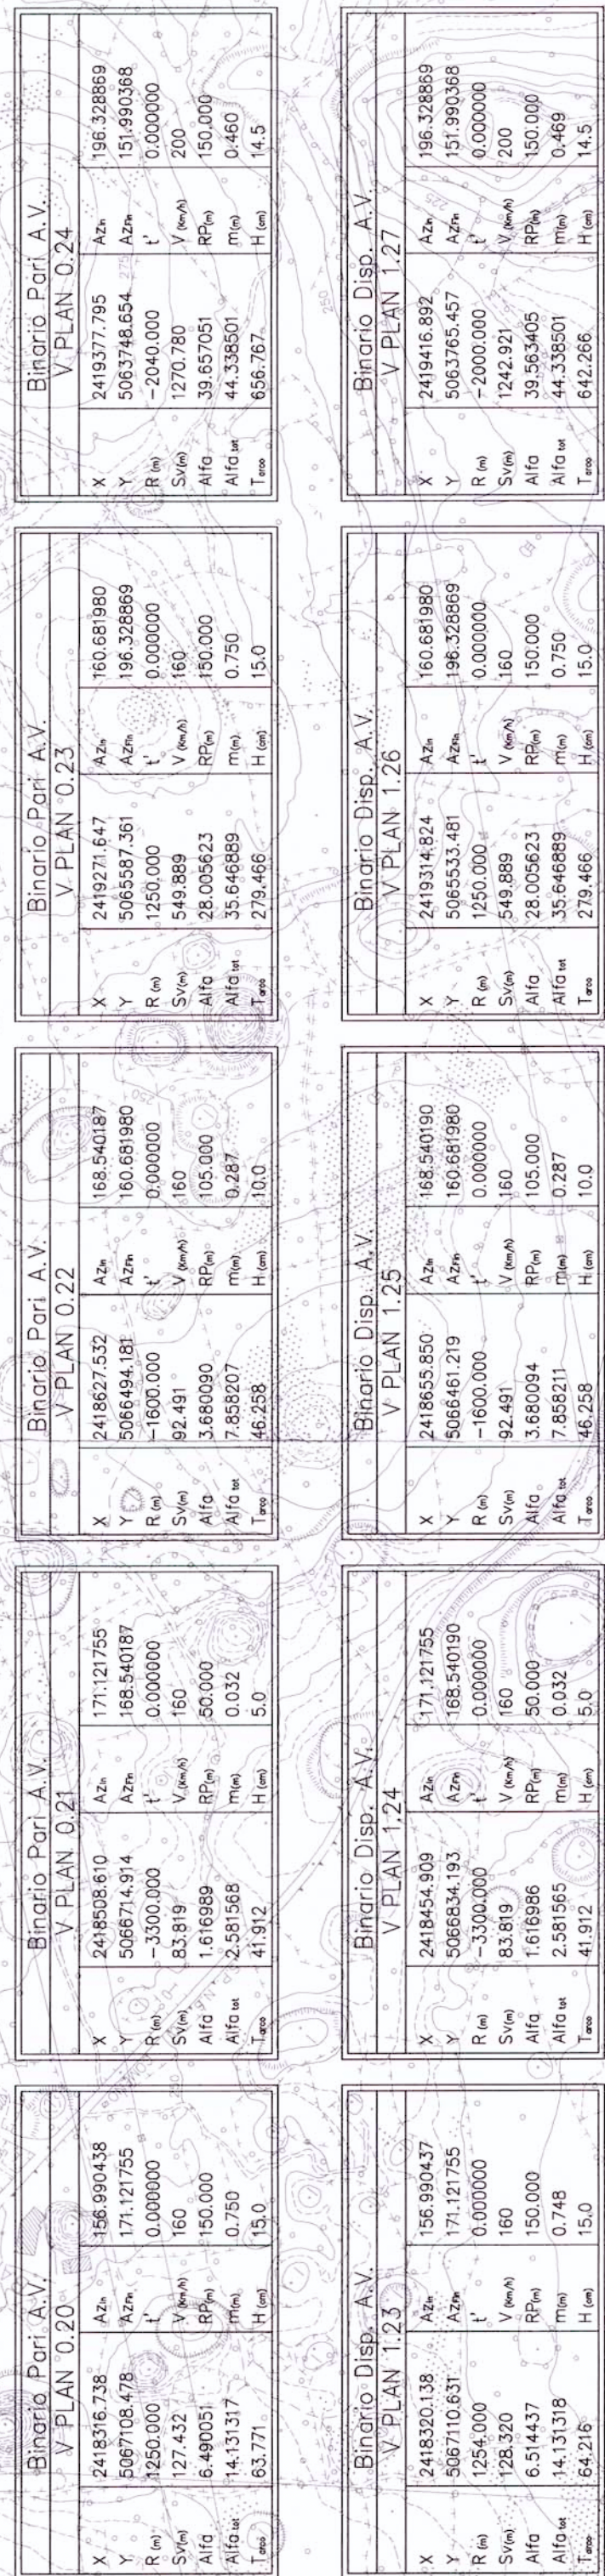 Binario Pari A.V.
V PLAN 0.20
X 2418316.738 AzIn 156.990438
Y 5067108.478 AzFin 171.121755
R (m) 1250.000 t' 0.000000
Sv(m) 127.432 V (Km/h) 160
Alfa 6.490051 RP(m) 150.000
Alfa tot 14.131317 m(m) 0.750
T arco 63.771 H (cm) 15.0
Binario Pari A.V.
V PLAN 0.21
X 2418508.610 AzIn 171.121755
Y 5066714.914 AzFin 168.540187
R (m) -3300.000 t' 0.000000
Sv(m) 83.819 V (Km/h) 160
Alfa 1.616989 RP(m) 50.000
Alfa tot 2.581568 m(m) 0.032
T arco 41.912 H (cm) 5.0
Binario Pari A.V.
V PLAN 0.22
X 2418627.532 AzIn 168.540187
Y 5066494.181 AzFin 160.681980
R (m) -1600.000 t' 0.000000
Sv(m) 92.491 V (Km/h) 160
Alfa 3.680090 RP(m) 105.000
Alfa tot 7.858207 m(m) 0.287
T arco 46.258 H (cm) 10.0
Binario Pari A.V.
V PLAN 0.23
X 2419271.647 AzIn 160.681980
Y 5065587.361 AzFin 196.328869
R (m) 1250.000 t' 0.000000
Sv(m) 549.889 V (Km/h) 160
Alfa 28.005623 RP(m) 150.000
Alfa tot 35.646889 m(m) 0.750
T arco 279.466 H (cm) 15.0
Binario Pari A.V.
V PLAN 0.24
X 2419377.795 AzIn 196.328869
Y 5063748.654 AzFin 151.990368
R (m) -2040.000 t' 0.000000
Sv(m) 1270.780 V (Km/h) 200
Alfa 39.657051 RP(m) 150.000
Alfa tot 44.338501 m(m) 0.460
T arco 656.767 H (cm) 14.5
Binario Disp. A.V.
V PLAN 1.23
X 2418320.138 AzIn 156.990437
Y 5067110.631 AzFin 171.121755
R (m) 1254.000 t' 0.000000
Sv(m) 128.320 V (Km/h) 160
Alfa 6.514437 RP(m) 150.000
Alfa tot 14.131318 m(m) 0.748
T arco 64.216 H (cm) 15.0
Binario Disp. A.V.
V PLAN 1.24
X 2418454.909 AzIn 171.121755
Y 5066834.193 AzFin 168.540190
R (m) -3300.000 t' 0.000000
Sv(m) 83.819 V (Km/h) 160
Alfa 1.616986 RP(m) 50.000
Alfa tot 2.581565 m(m) 0.032
T arco 41.912 H (cm) 5.0
Binario Disp. A.V.
V PLAN 1.25
X 2418655.850 AzIn 168.540190
Y 5066461.219 AzFin 160.681980
R (m) -1600.000 t' 0.000000
Sv(m) 92.491 V (Km/h) 160
Alfa 3.680094 RP(m) 105.000
Alfa tot 7.858211 m(m) 0.287
T arco 46.258 H (cm) 10.0
Binario Disp. A.V.
V PLAN 1.26
X 2419314.824 AzIn 160.681980
Y 5065533.481 AzFin 196.328869
R (m) 1250.000 t' 0.000000
Sv(m) 549.889 V (Km/h) 160
Alfa 28.005623 RP(m) 150.000
Alfa tot 35.646889 m(m) 0.750
T arco 279.466 H (cm) 15.0
Binario Disp. A.V.
V PLAN 1.27
X 2419416.892 AzIn 196.328869
Y 5063765.457 AzFin 151.990368
R (m) -2000.000 t' 0.000000
Sv(m) 1242.921 V (Km/h) 200
Alfa 39.563405 RP(m) 150.000
Alfa tot 44.338501 m(m) 0.469
T arco 642.266 H (cm) 14.5
250
250
275
250
225